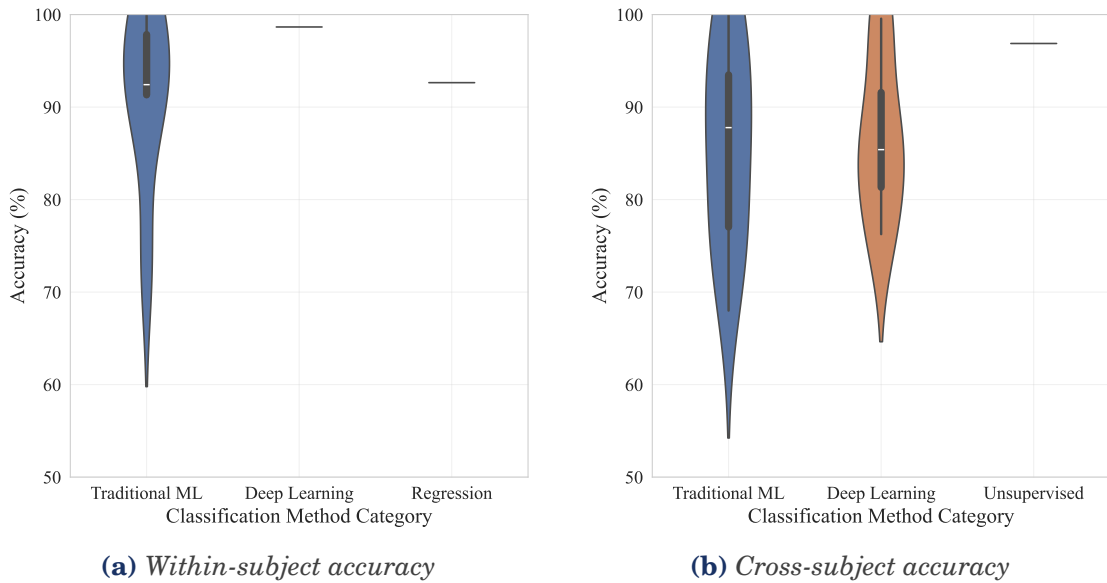 100
90
80
70
60
50
Accuracy (%)
Traditional ML
Deep Learning
Regression
Classification Method Category
(a) Within-subject accuracy
100
90
80
70
60
50
Accuracy (%)
Traditional ML
Deep Learning
Unsupervised
Classification Method Category
(b) Cross-subject accuracy